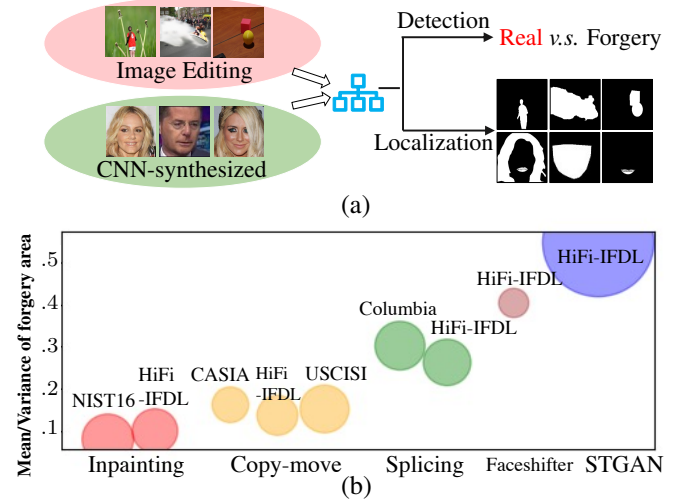 Detection
Real v.s. Forgery
Image Editing
Localization
CNN-synthesized
(a)
Mean/Variance of forgery area
.5
.4
.3
.2
.1
NIST16
HiFi
-IFDL
CASIA
HiFi
-IFDL
USCISI
Columbia
HiFi-IFDL
HiFi-IFDL
HiFi-IFDL
Inpainting
Copy-move
Splicing
Faceshifter
STGAN
(b)